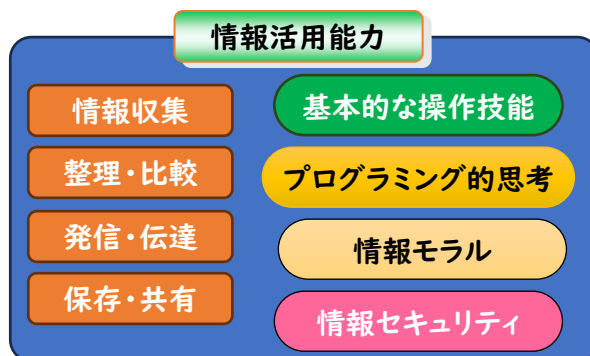 情報活用能力
情報収集
整理・比較
発信・伝達
保存・共有
基本的な操作技能
プログラミング的思考
情報モラル
情報セキュリティ